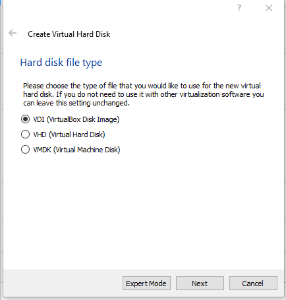 ?
Create Virtual Hard Disk
Hard disk file type
Please choose the type of file that you would like to use for the new virtual
hard disk. If you do not need to use it with other virtualization software you
can leave this setting unchanged.
VDI (VirtualBox Disk Image)
VHD (Virtual Hard Disk)
VMDK (Virtual Machine Disk)
Expert Mode Next Cancel